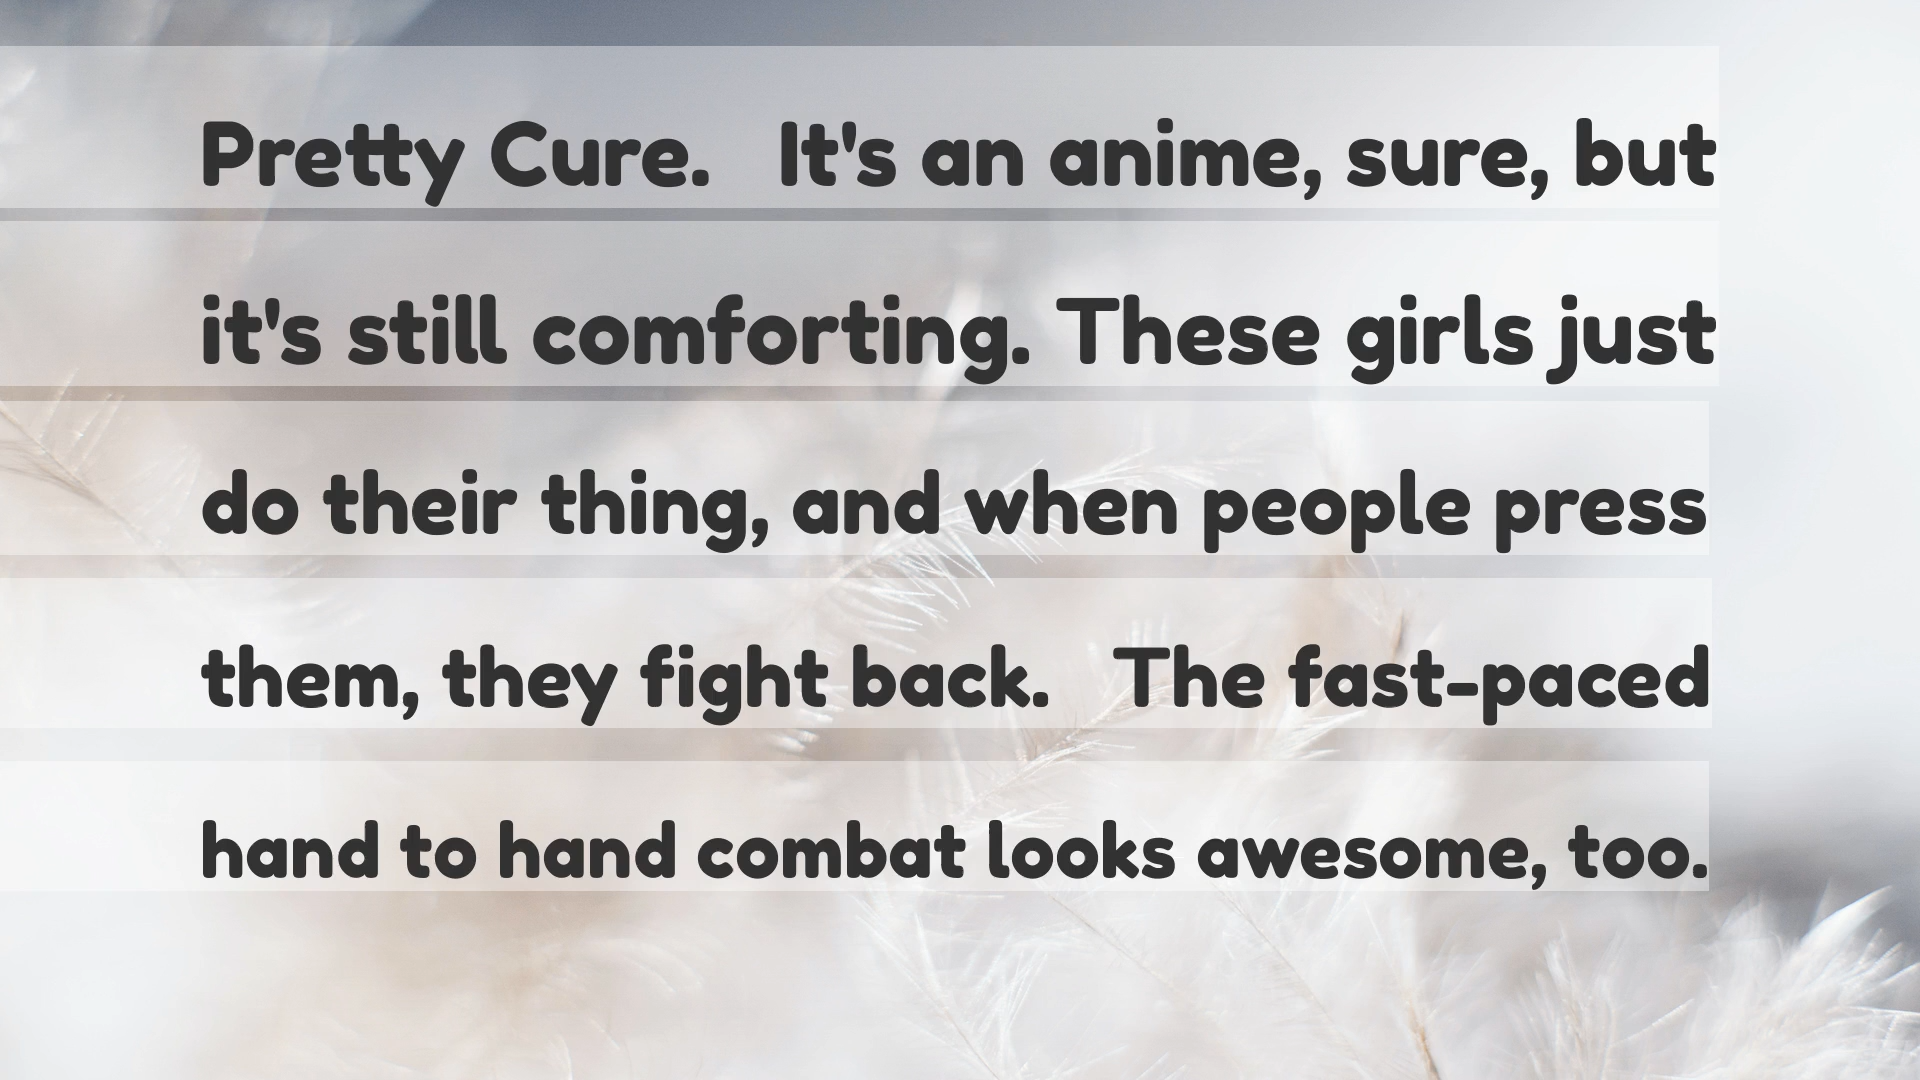 Pretty Cure.   It's an anime, sure, but
it's still comforting. These girls just
do their thing, and when people press
them, they fight back.   The fast-paced
hand to hand combat looks awesome, too.